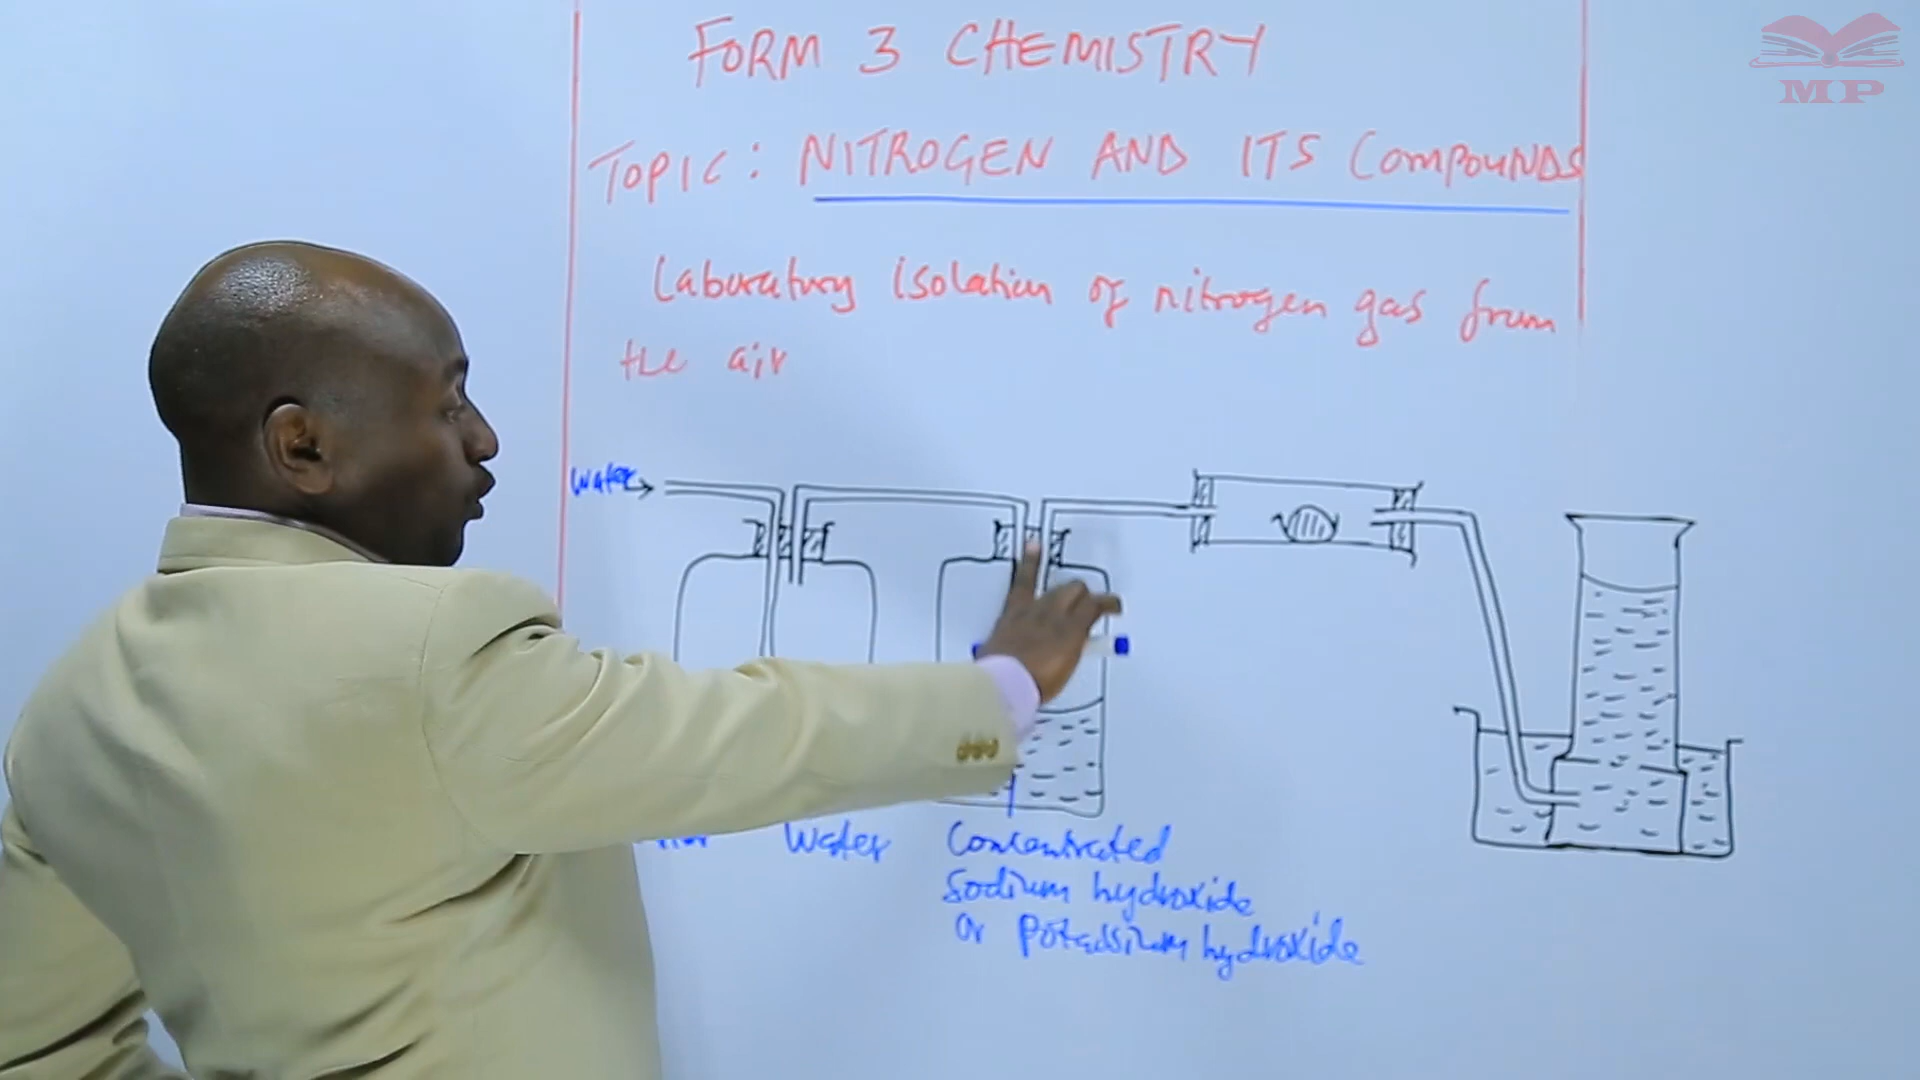 FORM 3 CHEMISTRY
MP
TOPIC: NITROGEN AND ITS COMPOUNDS
Laboratory isolation of nitrogen gas from
the air
Water
Water
Concentrated
Sodium hydroxide
or Potassium hydroxide